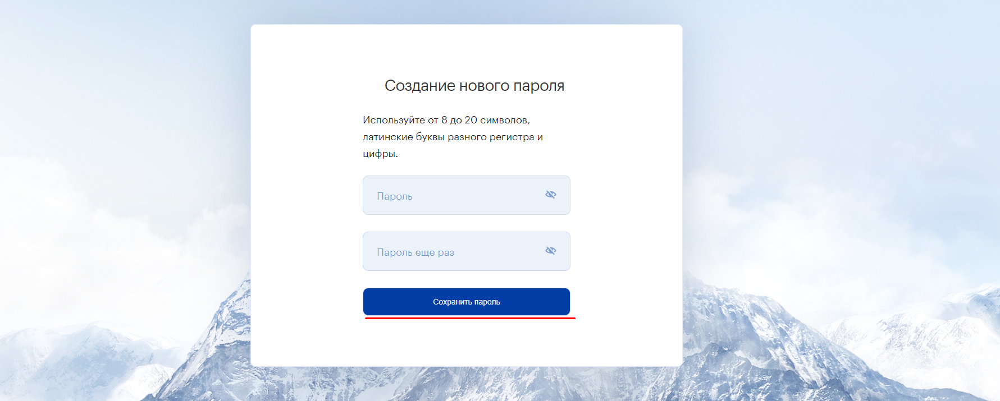 Создание нового пароля
Используйте от 8 до 20 символов,
латинские буквы разного регистра и
цифры.
Пароль
Пароль еще раз
Сохранить пароль